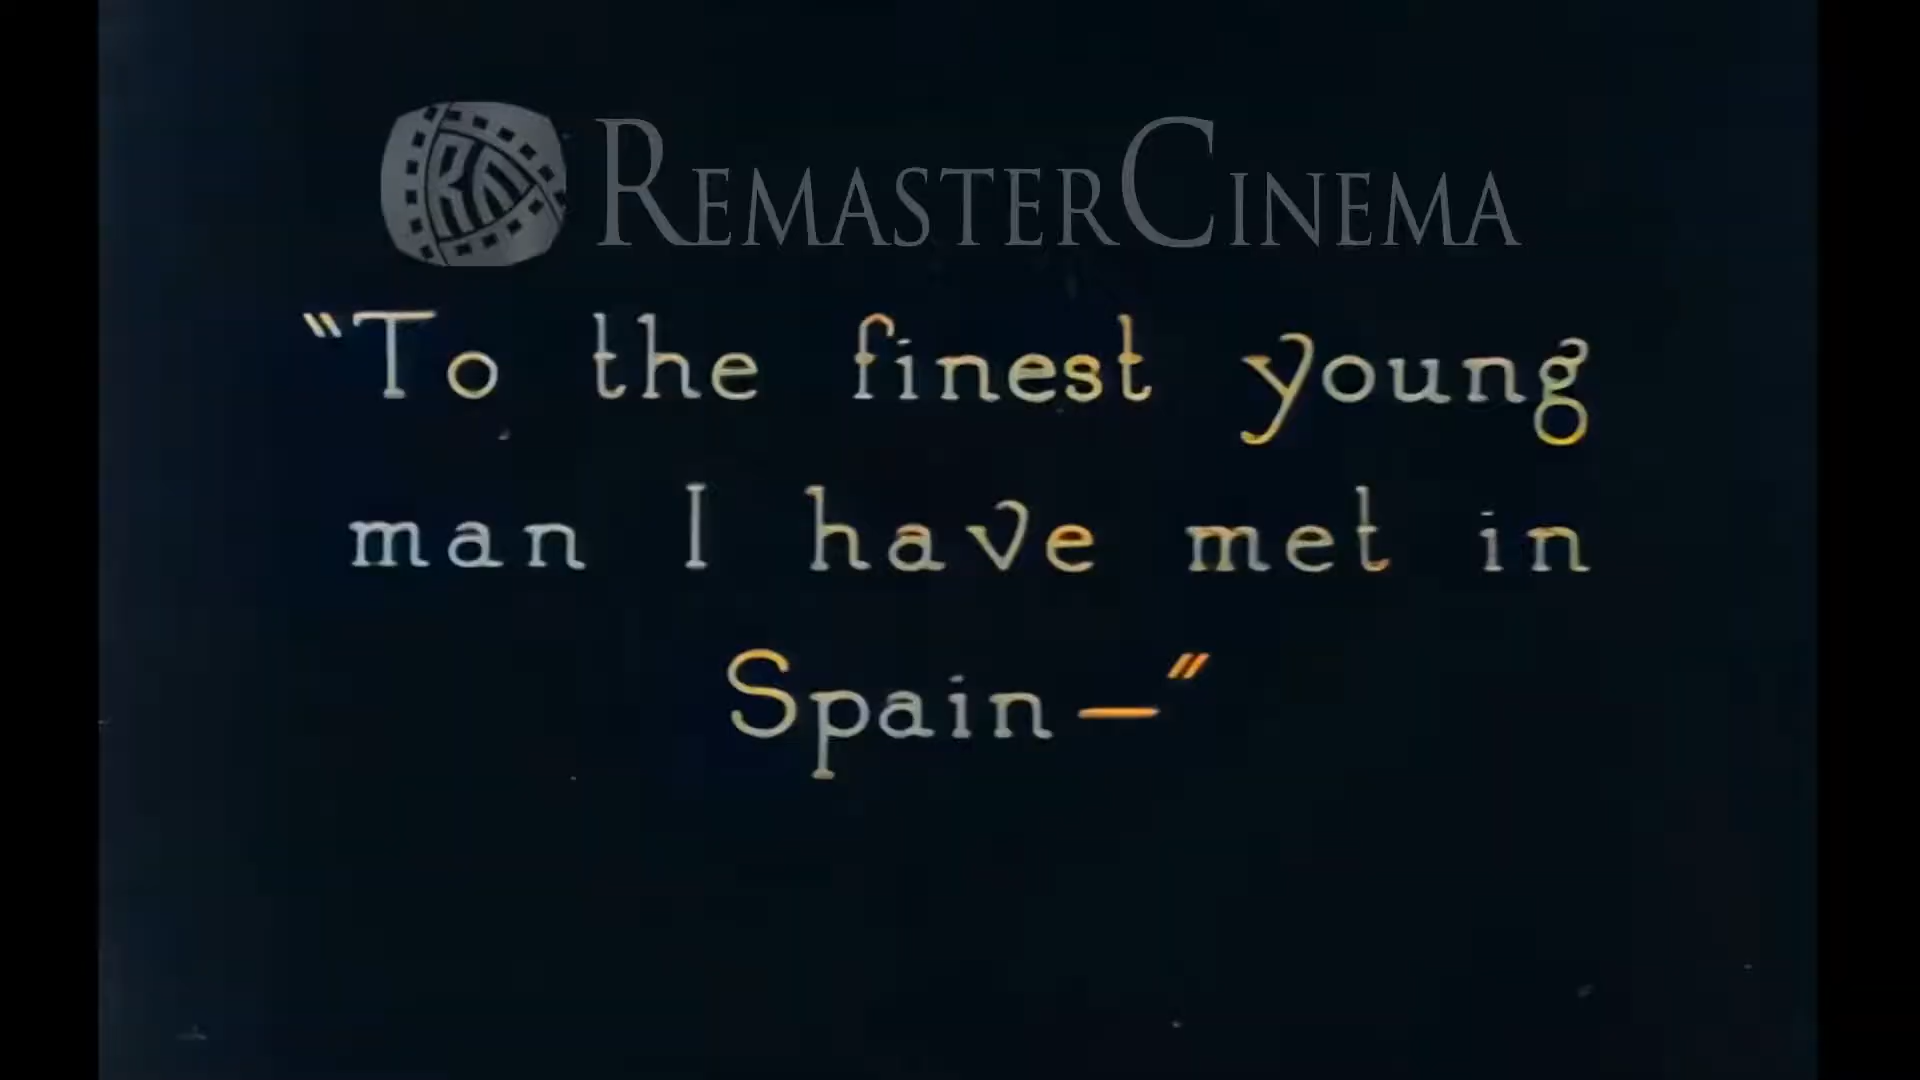 REMASTERCINEMA
"To the finest young
man I have met in
Spain—"